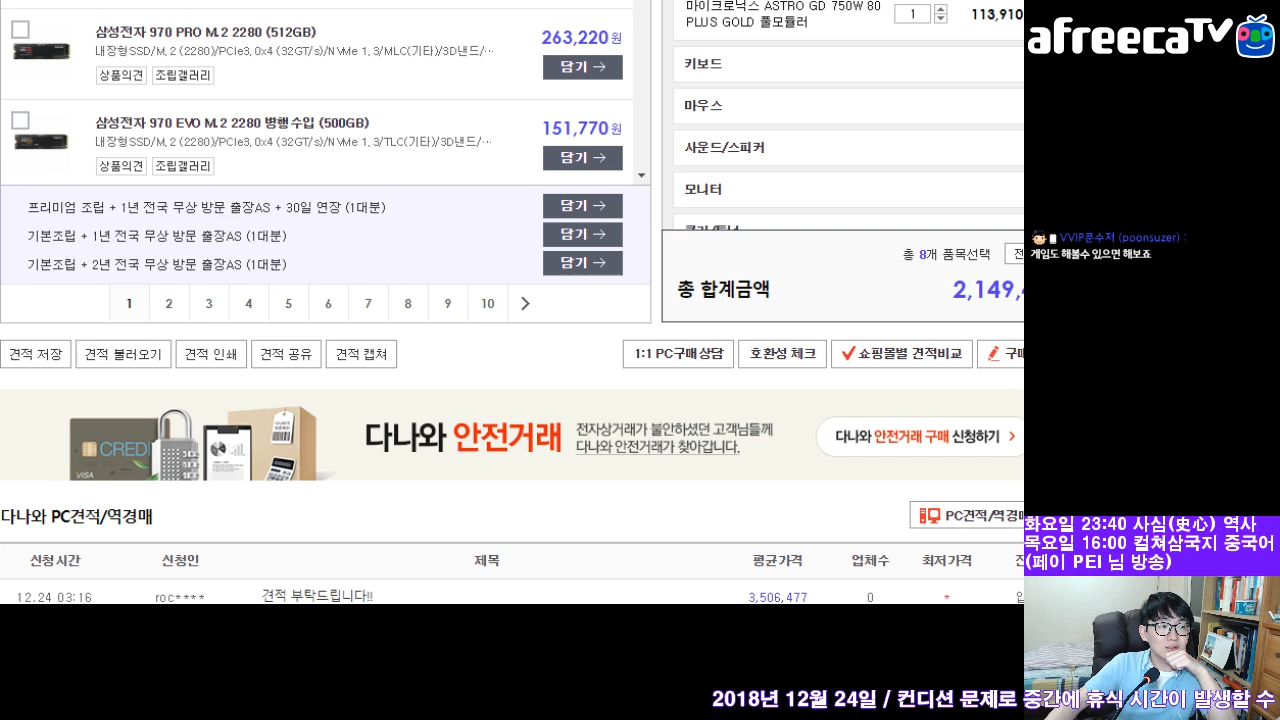 삼성전자 970 PRO M.2 2280 (512GB)
내장형SSD/M.2 (2280)/PCIe3.0x4 (32GT/s)/NVMe 1.3/MLC(기타)/3D낸드/···
상품의견 조립갤러리
263,220원
담기 →
삼성전자 970 EVO M.2 2280 병행수입 (500GB)
내장형SSD/M.2 (2280)/PCIe3.0x4 (32GT/s)/NVMe 1.3/TLC(기타)/3D낸드/···
상품의견 조립갤러리
151,770원
담기 →
프리미엄 조립 + 1년 전국 무상 방문 출장AS + 30일 연장 (1대분) 담기 →
기본조립 + 1년 전국 무상 방문 출장AS (1대분) 담기 →
기본조립 + 2년 전국 무상 방문 출장AS (1대분) 담기 →
1 2 3 4 5 6 7 8 9 10 >
마이크로닉스 ASTRO GD 750W 80
PLUS GOLD 풀모듈러
1
113,910
키보드
마우스
사운드/스피커
모니터
총 8개 품목선택 전
총 합계금액 2,149,
견적 저장 견적 불러오기 견적 인쇄 견적 공유 견적 캡쳐
1:1 PC구매상담 호환성 체크 쇼핑몰별 견적비교 구매
CREDI
VISA
다나와 안전거래
전자상거래가 불안하셨던 고객님들께
다나와 안전거래가 찾아갑니다.
다나와 안전거래 구매 신청하기 >
다나와 PC견적/역경매
PC견적/역경매
신청시간 신청인 제목 평균가격 업체수 최저가격
12.24 03:16 roc**** 견적 부탁드립니다!! 3,506,477 0 *
afreecaTV
VVIP푼수저 (poonsuzer) :
게임도 해볼수 있으면 해보죠
화요일 23:40 사심(史心) 역사
목요일 16:00 컬쳐삼국지 중국어
(페이 PEI 님 방송)
2018년 12월 24일 / 컨디션 문제로 중간에 휴식 시간이 발생할 수